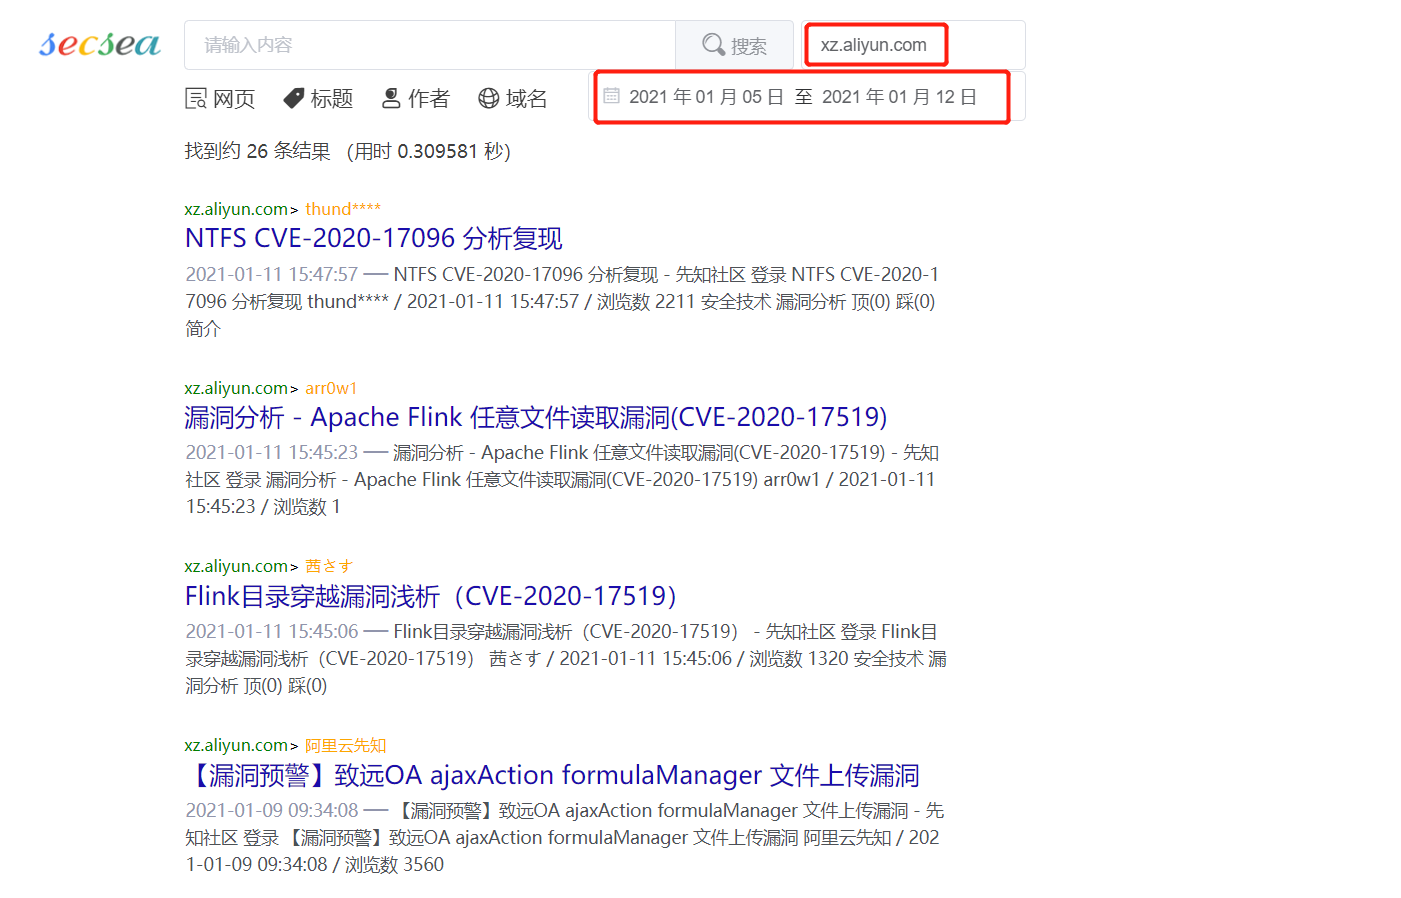 secsea
请输入内容
搜索
xz.aliyun.com
网页
标题
作者
域名
2021 年 01 月 05 日 至 2021 年 01 月 12 日
找到约 26 条结果 （用时 0.309581 秒）
xz.aliyun.com> thund****
NTFS CVE-2020-17096 分析复现
2021-01-11 15:47:57 — NTFS CVE-2020-17096 分析复现 - 先知社区 登录 NTFS CVE-2020-1
7096 分析复现 thund**** / 2021-01-11 15:47:57 / 浏览数 2211 安全技术 漏洞分析 顶(0) 踩(0)
简介
xz.aliyun.com> arr0w1
漏洞分析 - Apache Flink 任意文件读取漏洞(CVE-2020-17519)
2021-01-11 15:45:23 — 漏洞分析 - Apache Flink 任意文件读取漏洞(CVE-2020-17519) - 先知
社区 登录 漏洞分析 - Apache Flink 任意文件读取漏洞(CVE-2020-17519) arr0w1 / 2021-01-11
15:45:23 / 浏览数 1
xz.aliyun.com> 茜さす
Flink目录穿越漏洞浅析（CVE-2020-17519）
2021-01-11 15:45:06 — Flink目录穿越漏洞浅析（CVE-2020-17519） - 先知社区 登录 Flink目
录穿越漏洞浅析（CVE-2020-17519） 茜さす / 2021-01-11 15:45:06 / 浏览数 1320 安全技术 漏
洞分析 顶(0) 踩(0)
xz.aliyun.com> 阿里云先知
【漏洞预警】致远OA ajaxAction formulaManager 文件上传漏洞
2021-01-09 09:34:08 — 【漏洞预警】致远OA ajaxAction formulaManager 文件上传漏洞 - 先
知社区 登录 【漏洞预警】致远OA ajaxAction formulaManager 文件上传漏洞 阿里云先知 / 202
1-01-09 09:34:08 / 浏览数 3560